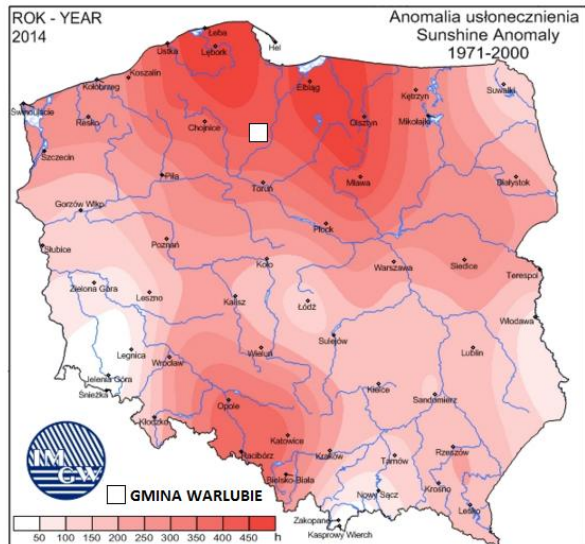 ROK - YEAR
2014
Anomalia usłonecznienia
Sunshine Anomaly
1971-2000
Łeba
Hel
Ustka
Lębork
Koszalin
Kołobrzeg
Elbląg
Kętrzyn
Suwałki
Świnoujście
Resko
Chojnice
Olsztyn
Mikołajki
Szczecin
Piła
Mława
Białystok
Toruń
Gorzów Wlkp.
Płock
Słubice
Poznań
Koło
Warszawa
Siedlce
Terespol
Zielona Góra
Leszno
Kalisz
Łódź
Włodawa
Sulejów
Legnica
Wrocław
Wieluń
Lublin
Jelenia Góra
Śnieżka
Kielce
Sandomierz
Opole
Kłodzko
Katowice
Racibórz
Kraków
Tarnów
Rzeszów
Bielsko-Biała
Nowy Sącz
Krosno
Lesko
Zakopane
Kasprowy Wierch
IM
GW
GMINA WARLUBIE
50 100 150 200 250 300 350 400 450 h